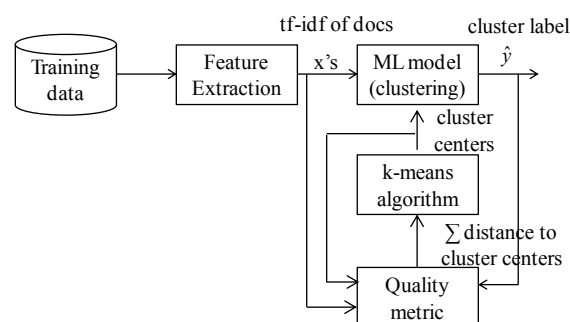 tf-idf of docs
cluster label
Training
data
Feature
Extraction
x's
ML model
(clustering)
ŷ
cluster
centers
k-means
algorithm
∑ distance to
cluster centers
Quality
metric